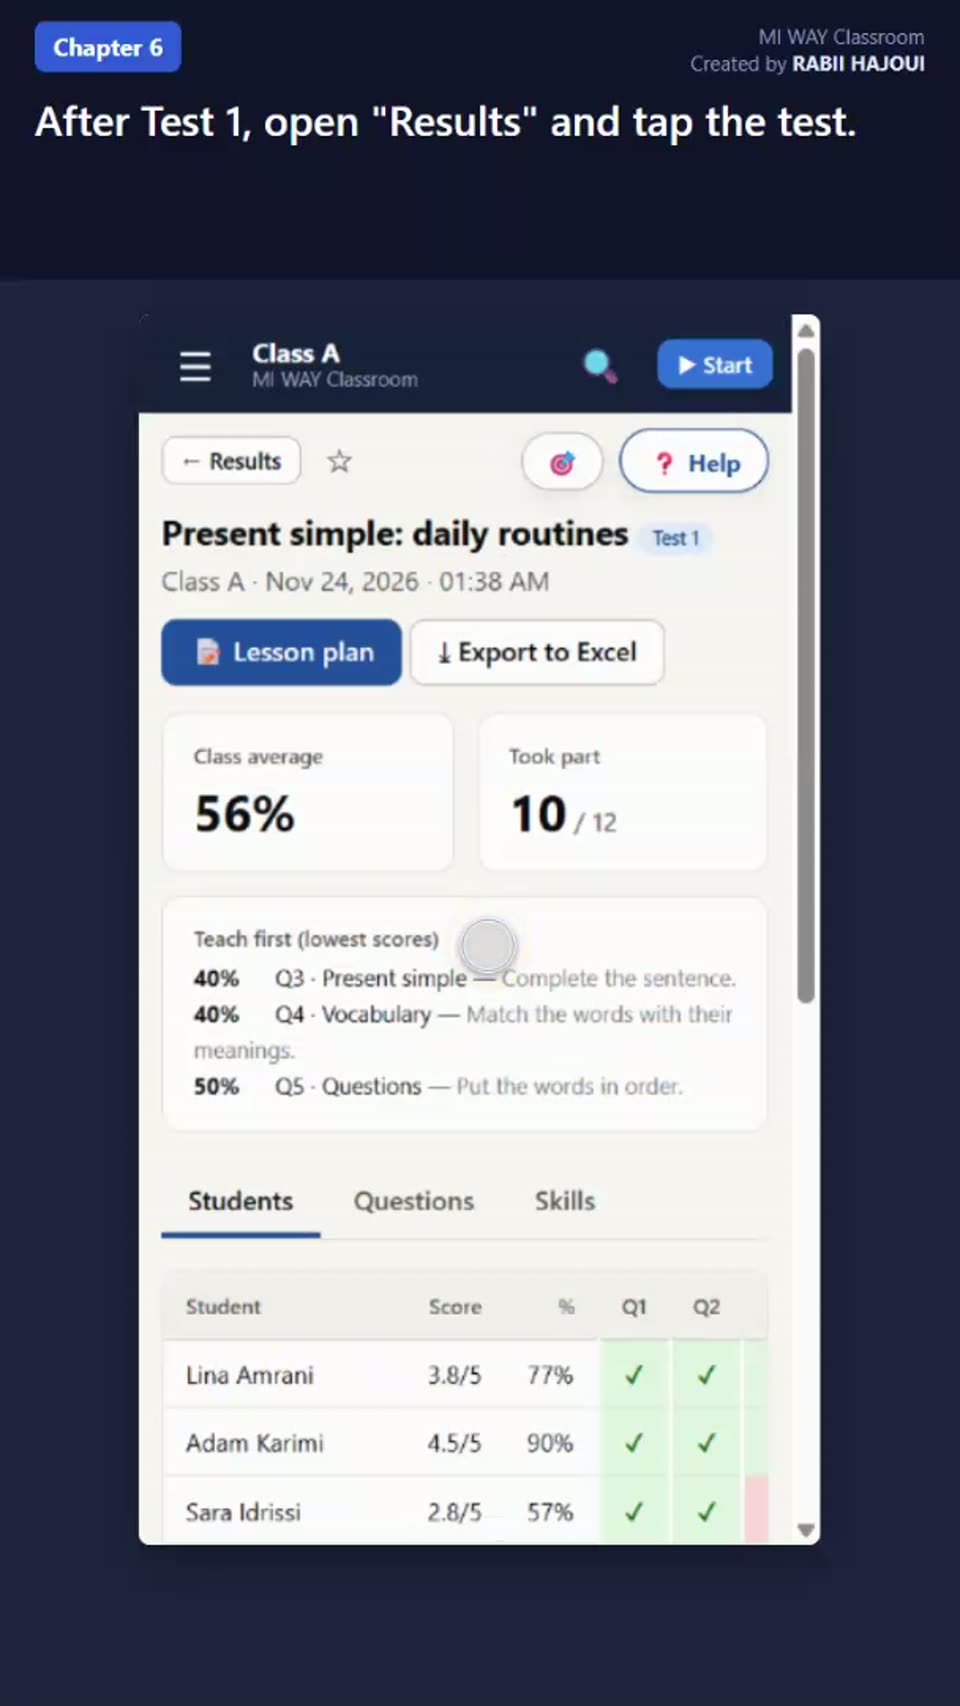 Chapter 6
MI WAY Classroom
Created by RABII HAJOUI
After Test 1, open "Results" and tap the test.
Class A
MI WAY Classroom
Start
← Results
Help
Present simple: daily routines Test 1
Class A · Nov 24, 2026 · 01:38 AM
Lesson plan
Export to Excel
Class average
56%
Took part
10 / 12
Teach first (lowest scores)
40% Q3 · Present simple — Complete the sentence.
40% Q4 · Vocabulary — Match the words with their
meanings.
50% Q5 · Questions — Put the words in order.
Students Questions Skills
Student Score % Q1 Q2
Lina Amrani 3.8/5 77% ✓ ✓
Adam Karimi 4.5/5 90% ✓ ✓
Sara Idrissi 2.8/5 57% ✓ ✓